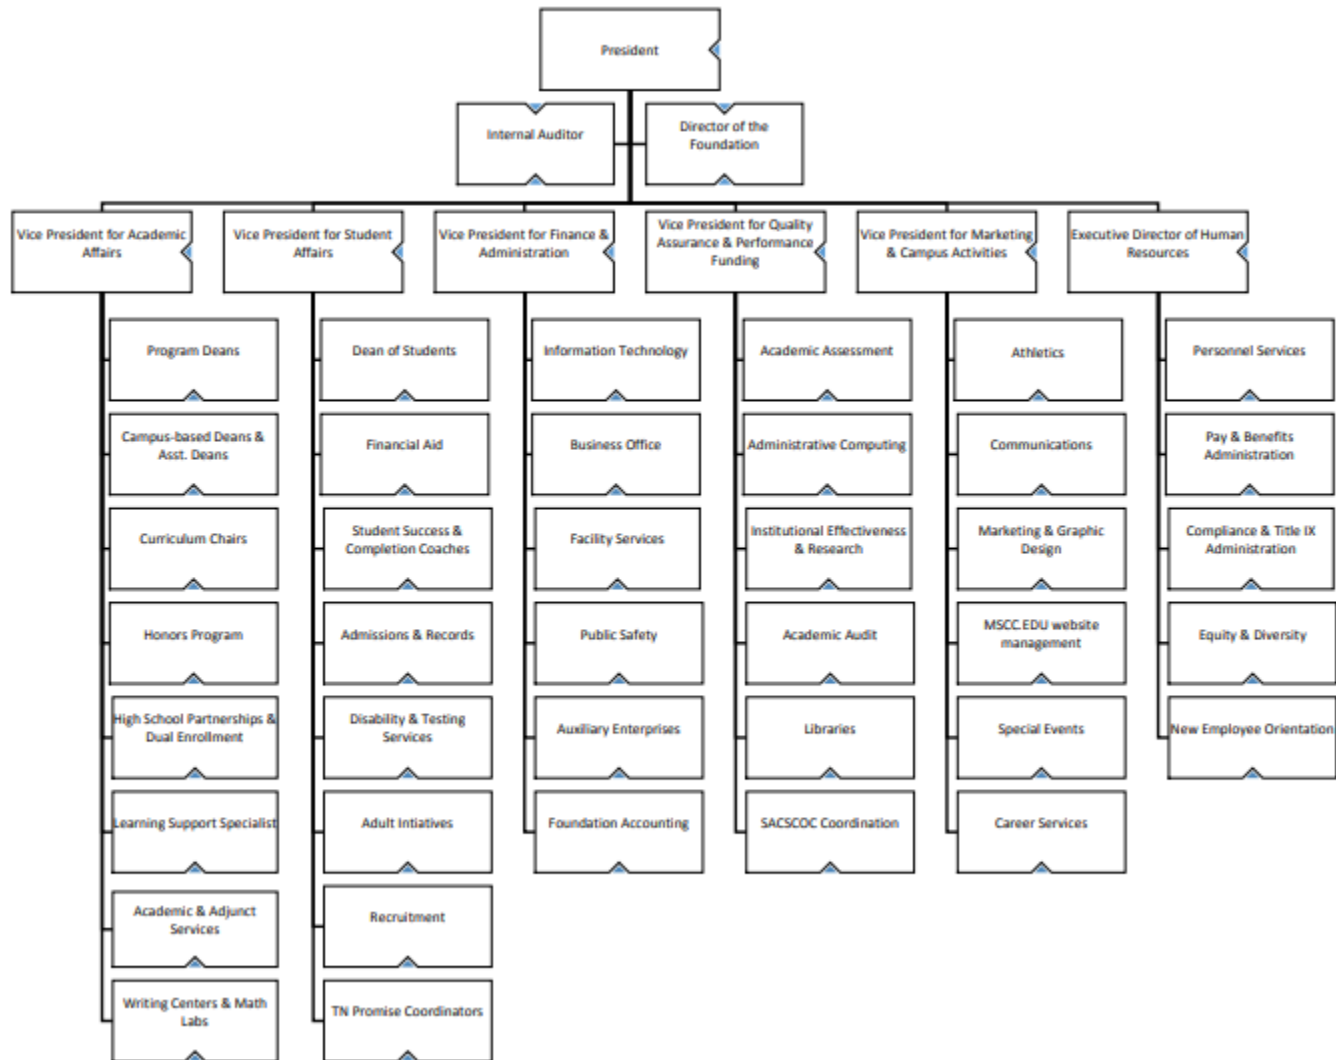 President
Internal Auditor
Director of the
Foundation
Vice President for Academic
Affairs
Vice President for Student
Affairs
Vice President for Finance &
Administration
Vice President for Quality
Assurance & Performance
Funding
Vice President for Marketing
& Campus Activities
Executive Director of Human
Resources
Program Deans
Campus-based Deans &
Asst. Deans
Curriculum Chairs
Honors Program
High School Partnerships &
Dual Enrollment
Learning Support Specialist
Academic & Adjunct
Services
Writing Centers & Math
Labs
Dean of Students
Financial Aid
Student Success &
Completion Coaches
Admissions & Records
Disability & Testing
Services
Adult Intiatives
Recruitment
TN Promise Coordinators
Information Technology
Business Office
Facility Services
Public Safety
Auxiliary Enterprises
Foundation Accounting
Academic Assessment
Administrative Computing
Institutional Effectiveness
& Research
Academic Audit
Libraries
SACSCOC Coordination
Athletics
Communications
Marketing & Graphic
Design
MSCC.EDU website
management
Special Events
Career Services
Personnel Services
Pay & Benefits
Administration
Compliance & Title IX
Administration
Equity & Diversity
New Employee Orientation